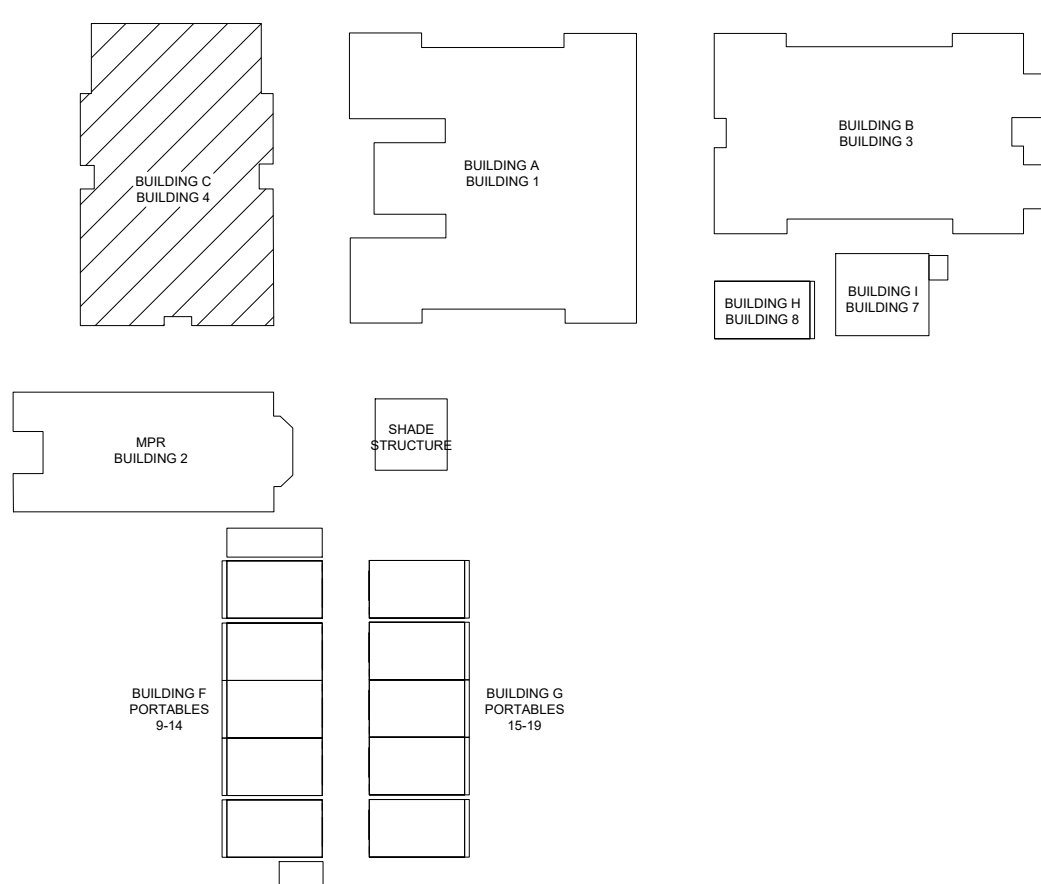 BUILDING C
BUILDING 4
BUILDING A
BUILDING 1
BUILDING B
BUILDING 3
BUILDING H
BUILDING 8
BUILDING I
BUILDING 7
MPR
BUILDING 2
SHADE
STRUCTURE
BUILDING F
PORTABLES
9-14
BUILDING G
PORTABLES
15-19